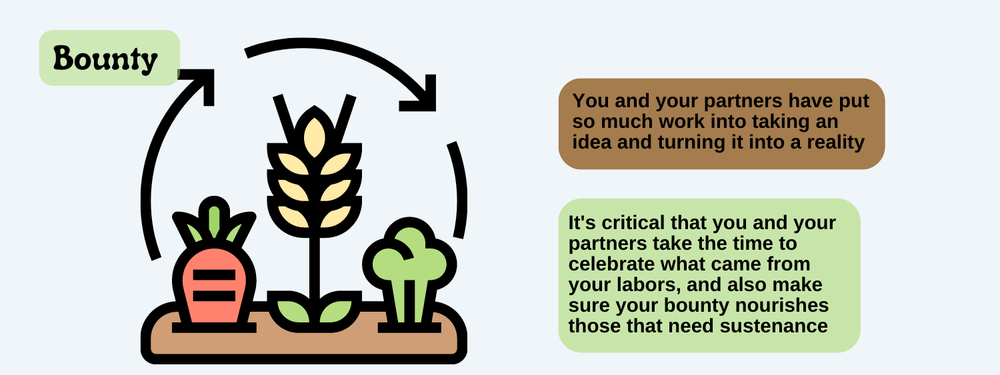 Bounty
You and your partners have put
so much work into taking an
idea and turning it into a reality
It's critical that you and your
partners take the time to
celebrate what came from
your labors, and also make
sure your bounty nourishes
those that need sustenance